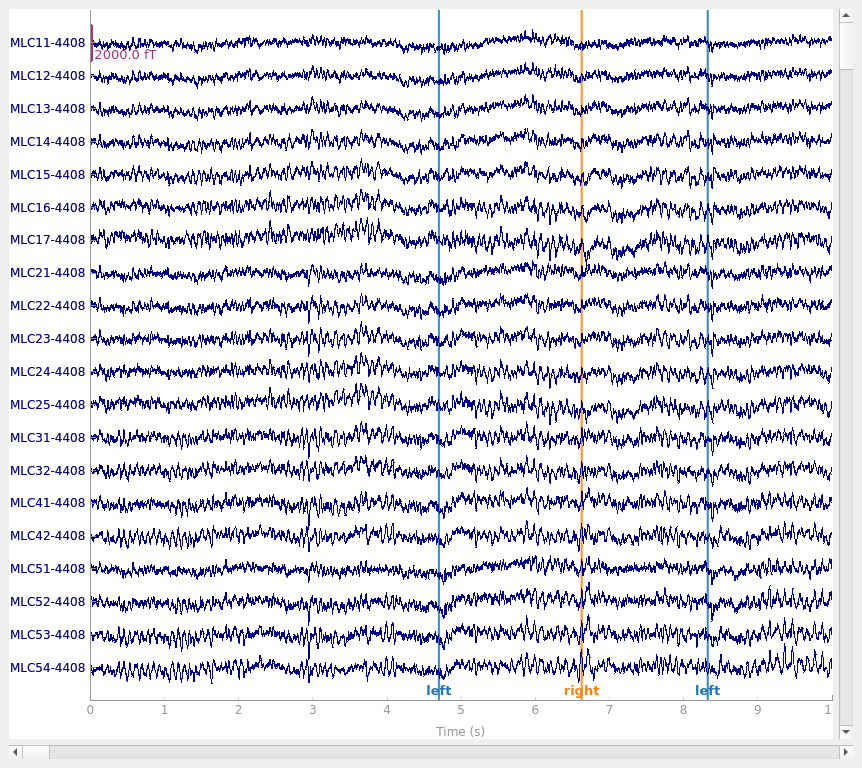 MLC11-4408
2000.0 fT
MLC12-4408
MLC13-4408
MLC14-4408
MLC15-4408
MLC16-4408
MLC17-4408
MLC21-4408
MLC22-4408
MLC23-4408
MLC24-4408
MLC25-4408
MLC31-4408
MLC32-4408
MLC41-4408
MLC42-4408
MLC51-4408
MLC52-4408
MLC53-4408
MLC54-4408
left right left
0 1 2 3 4 5 6 7 8 9 1
Time (s)